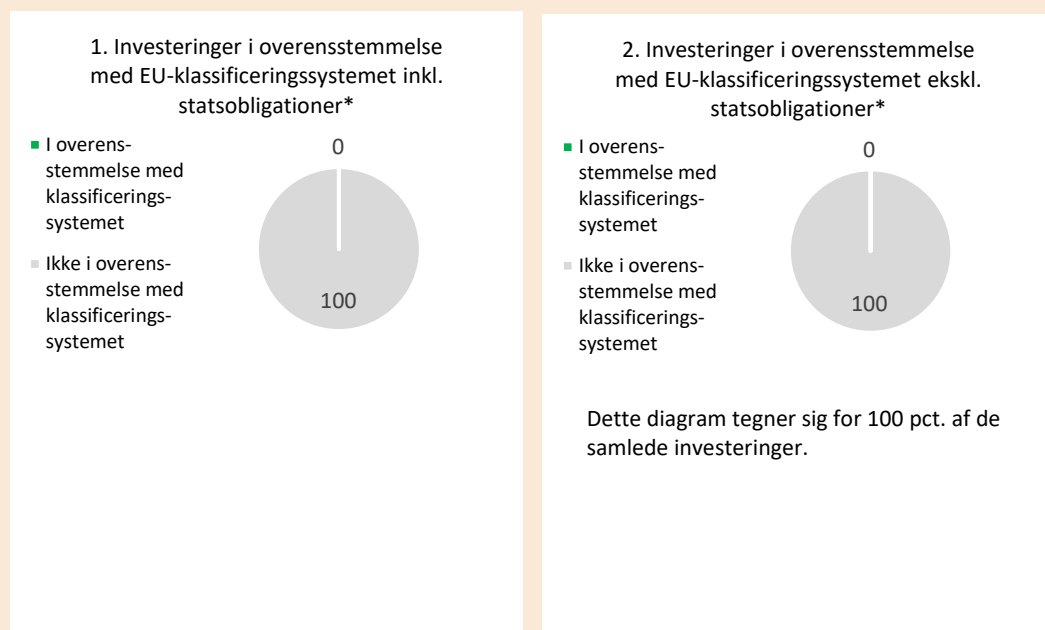 1. Investeringer i overensstemmelse
med EU-klassificeringssystemet inkl.
statsobligationer*
I overens-
stemmelse med
klassificerings-
systemet
Ikke i overens-
stemmelse med
klassificerings-
systemet
0
100
2. Investeringer i overensstemmelse
med EU-klassificeringssystemet ekskl.
statsobligationer*
I overens-
stemmelse med
klassificerings-
systemet
Ikke i overens-
stemmelse med
klassificerings-
systemet
0
100
Dette diagram tegner sig for 100 pct. af de
samlede investeringer.